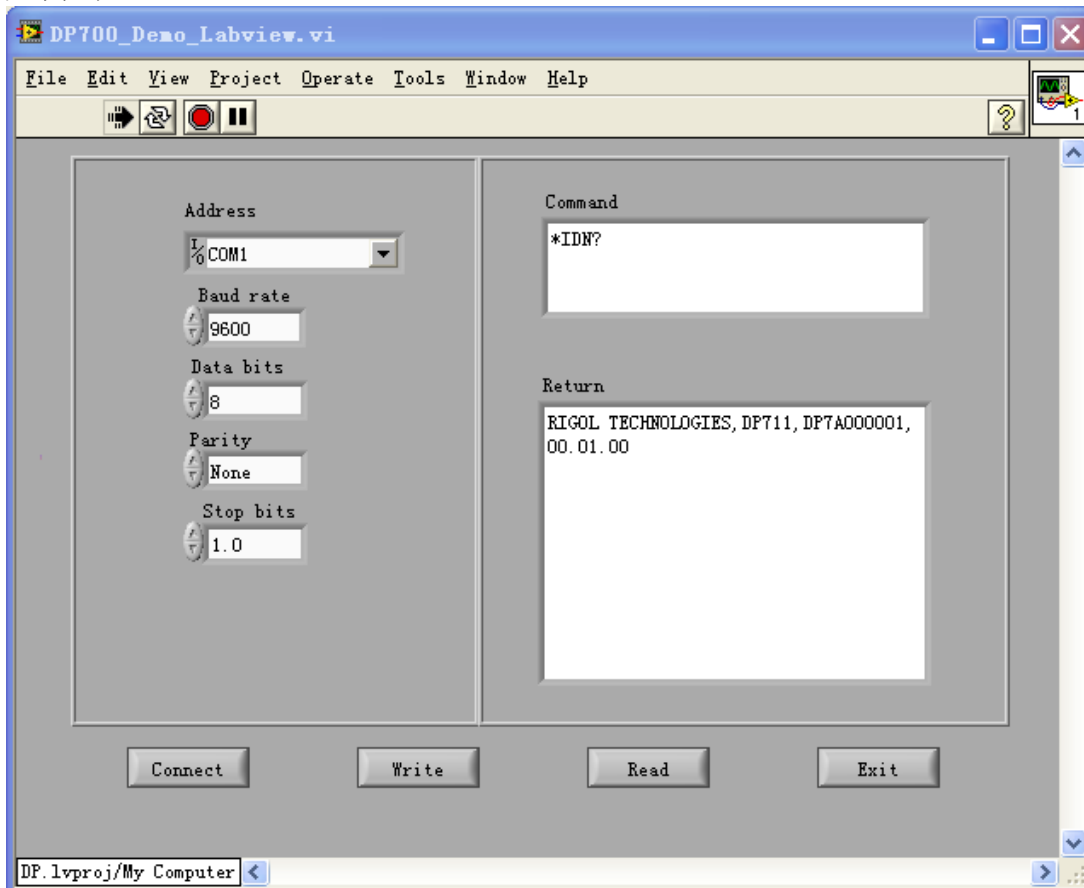 DP700_Demo_Labview.vi
File Edit View Project Operate Tools Window Help
1
Address
I/O COM1
Baud rate
9600
Data bits
8
Parity
None
Stop bits
1.0
Command
*IDN?
Return
RIGOL TECHNOLOGIES,DP711,DP7A000001,
00.01.00
Connect Write Read Exit
DP.lvproj/My Computer